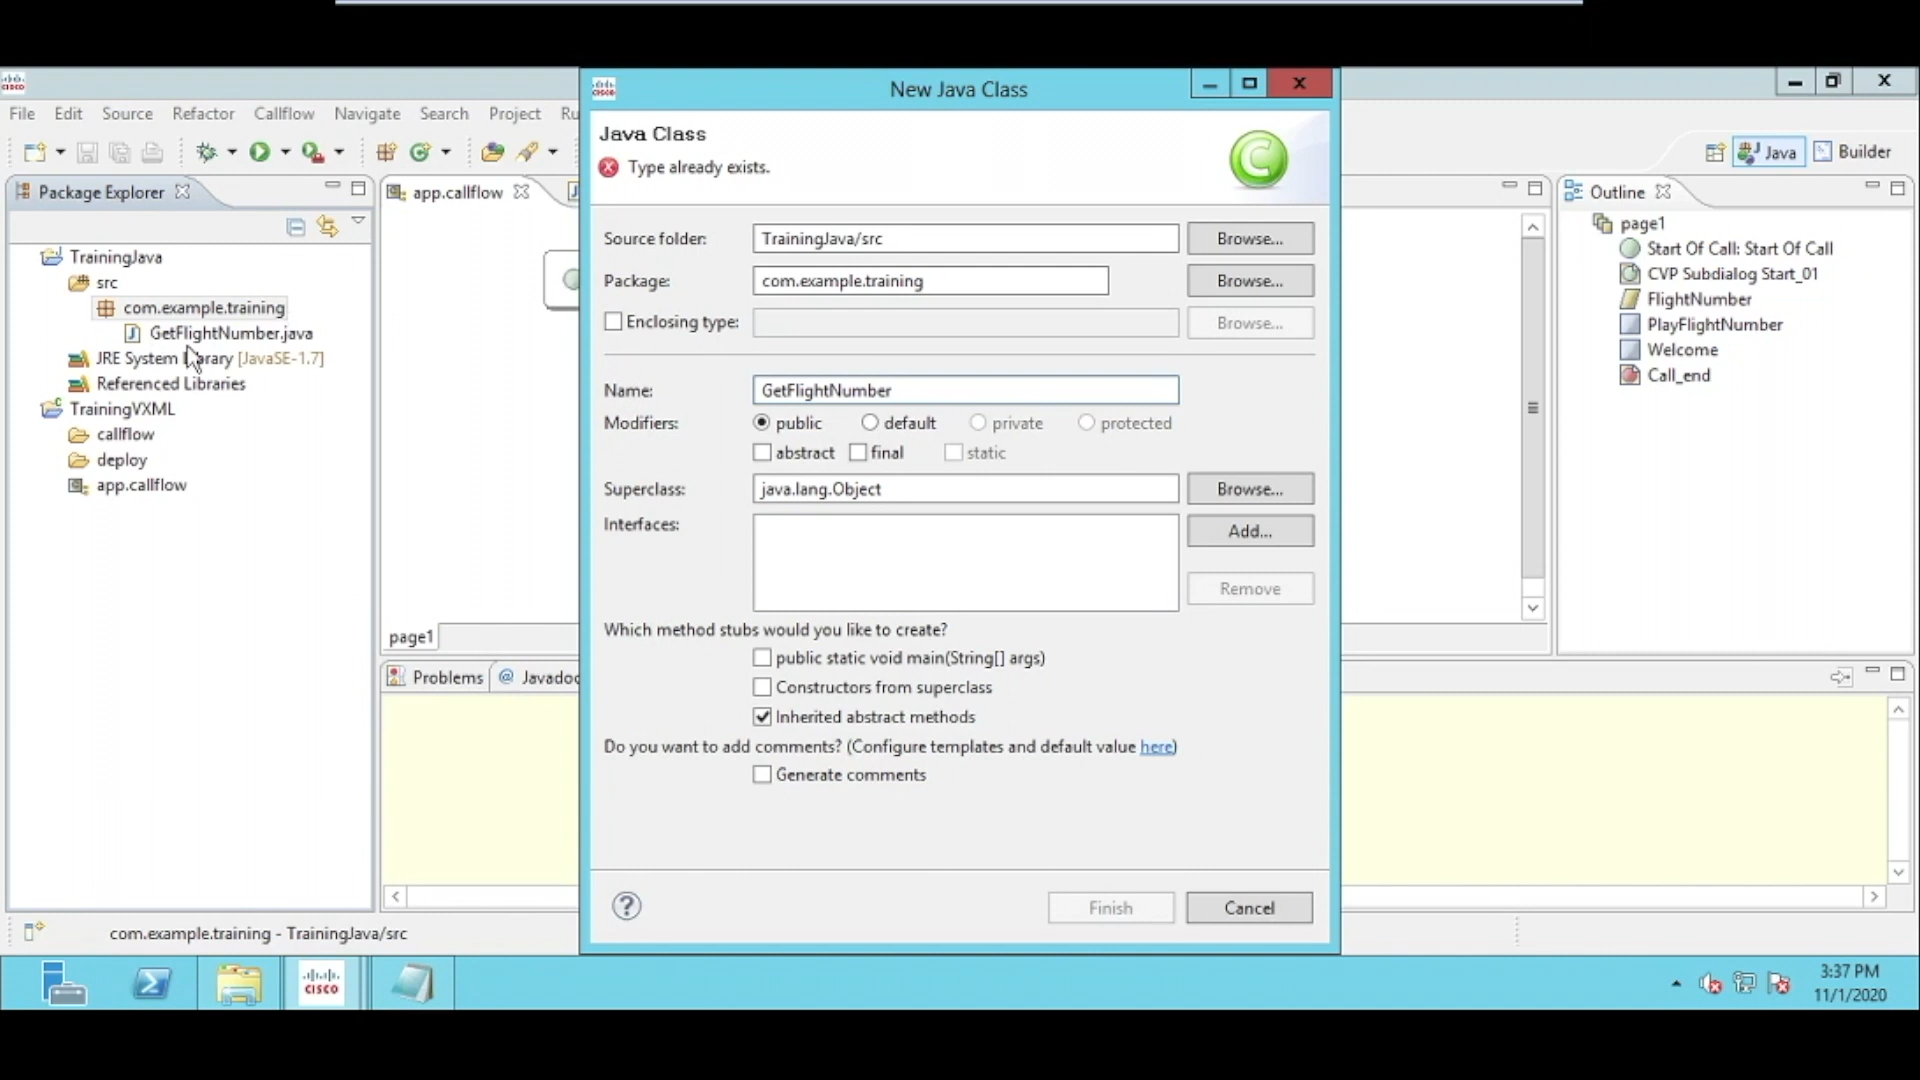 New Java Class
File Edit Source Refactor Callflow Navigate Search Project Ru
Java Class
Type already exists.
Java
Builder
Package Explorer
app.callflow
Outline
TrainingJava
src
com.example.training
GetFlightNumber.java
JRE System [JavaSE-1.7]
Referenced Libraries
TrainingVXML
callflow
deploy
app.callflow
Source folder: TrainingJava/src Browse...
Package: com.example.training Browse...
Enclosing type: Browse...
Name: GetFlightNumber
Modifiers: public default private protected
abstract final static
Superclass: java.lang.Object Browse...
Interfaces: Add...
Remove
Which method stubs would you like to create?
public static void main(String[] args)
Constructors from superclass
Inherited abstract methods
Do you want to add comments? (Configure templates and default value here)
Generate comments
Finish Cancel
page1
Start Of Call: Start Of Call
CVP Subdialog Start_01
FlightNumber
PlayFlightNumber
Welcome
Call_end
page1
Problems @ Javadoc
com.example.training - TrainingJava/src
CISCO
3:37 PM
11/1/2020